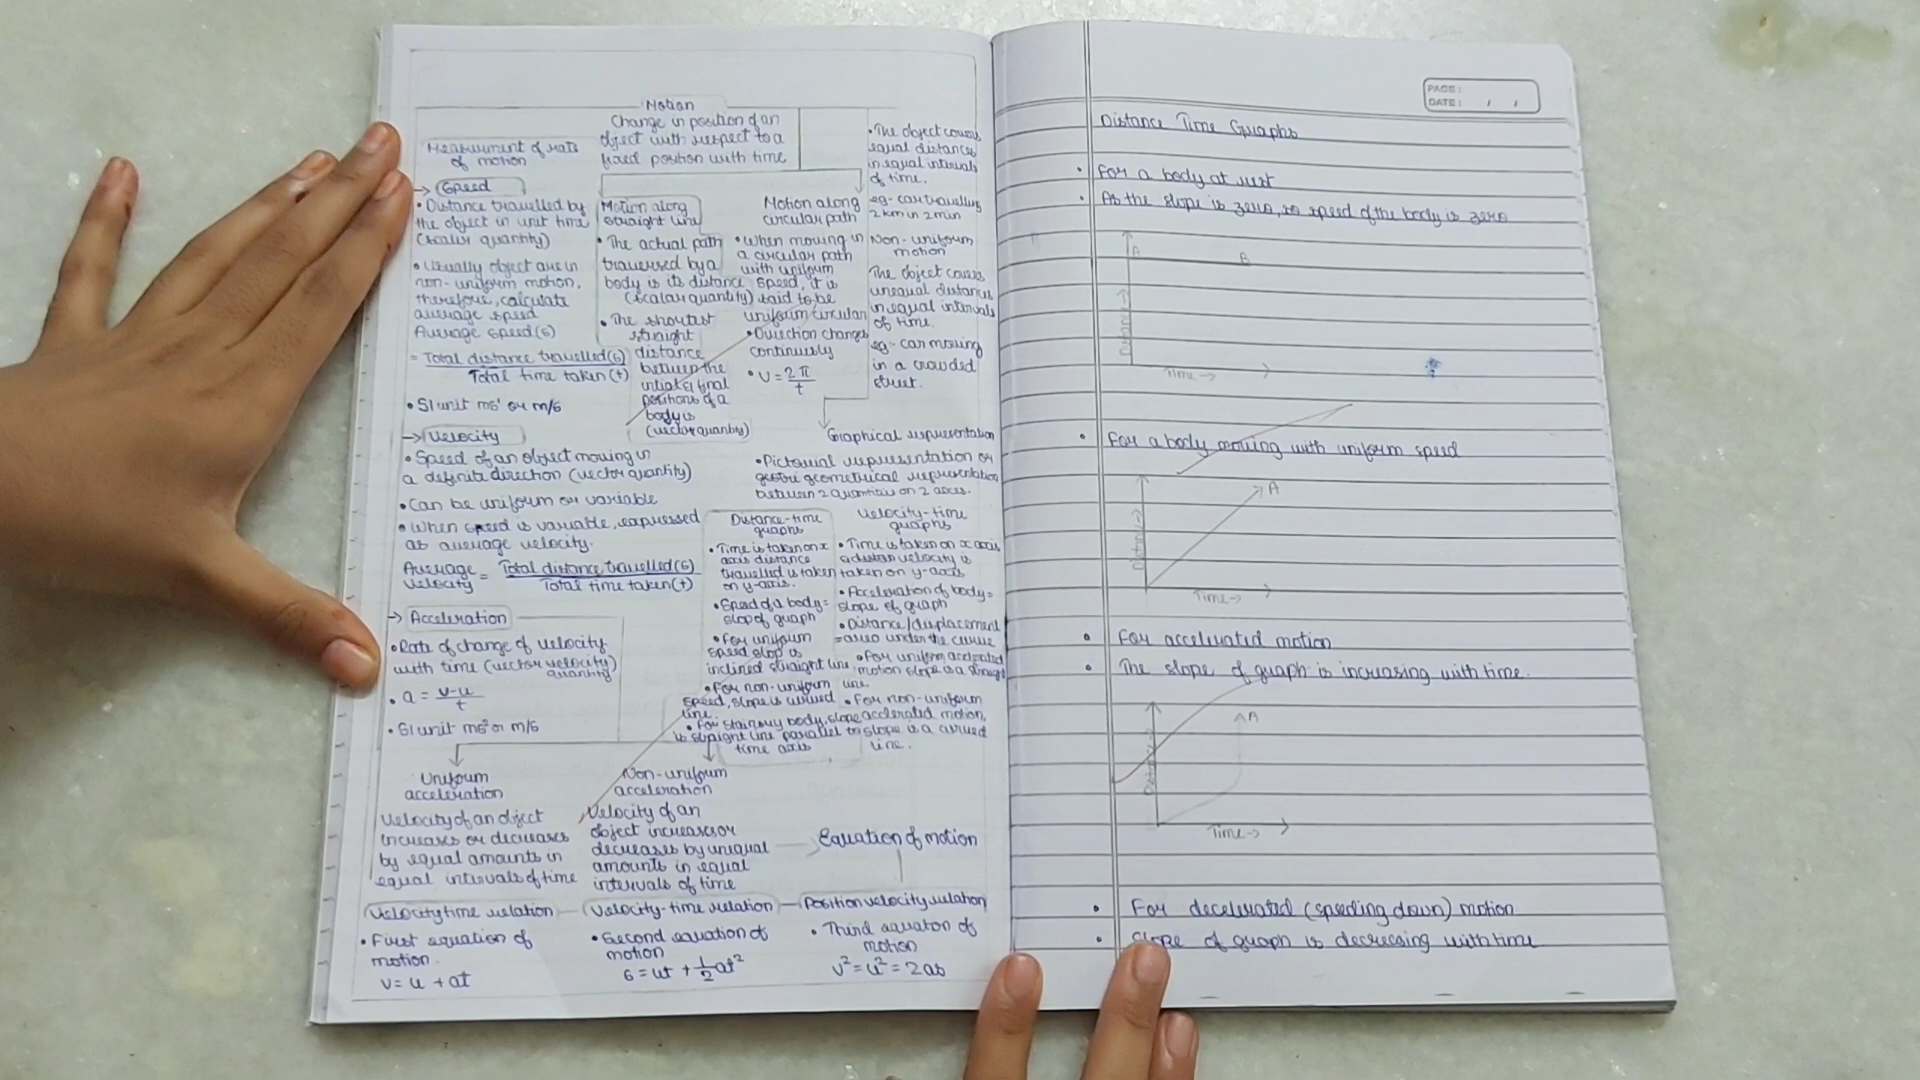 Motion
Change in position of an
object with respect to a
fixed position with time
Measurement of rate
of motion
→ Speed
• Distance travelled by
the object in unit time
(scalar quantity)
• Usually object are in
non-uniform motion,
therefore, calculate
average speed
Average speed(s)
= Total distance travelled(s)
Total time taken(t)
• SI unit ms' or m/s
→ Velocity
• Speed of an object moving in
a definite direction (vector quantity)
• Can be uniform or variable
• When speed is variable, expressed
as average velocity.
Average velocity = Total distance travelled(s)
Total time taken(t)
→ Acceleration
• Rate of change of velocity
with time (vector velocity)
quantity
• a = v-u
t
• SI unit ms² or m/s
Motion along
straight line
• The actual path
traversed by a
body is its distance
(scalar quantity)
• The shortest
straight
distance
between the
positions of a
body is
(vector quantity)
Motion along
circular path
• When moving in
a circular path
with uniform
speed, it is
said to be
uniform circular
• Direction changes
continuously
• v = 2π
t
• The object covers
equal distances
in equal intervals
of time.
eg- car travelling
2km in 2min
Non-uniform
motion
The object covers
unequal distances
in equal intervals
of time.
eg- car moving
in a crowded
street.
Graphical representation
• Pictorial representation or
geometrical representation
between 2 quantities on 2 axes.
Distance-time
graphs
• Time is taken on x
axis distance
travelled is taken
on y-axis.
• Speed of a body=
slop of graph
• For uniform
speed slop is
inclined straight line
• For non-uniform
speed, slope is curved
line.
• For stainory body, slope
is straight line parallel to
time axis
Velocity-time
graphs
• Time is taken on x axis
velocity is
taken on y-axis
• Acceleration of body=
slope of graph
• Distance/displacement
= area under the curve
• For uniform accelerated
motion slope is a straight
line.
• For non-uniform
accelerated motion,
slope is a curved
line.
Uniform
acceleration
Velocity of an object
increases or decreases
by equal amounts in
equal intervals of time
Non-uniform
acceleration
Velocity of an
object increases or
decreases by unequal
amounts in equal
intervals of time
Equation of motion
Velocity time relation
• First equation of
motion.
v = u + at
Velocity-time relation
• Second equation of
motion
s = ut + 1/2 at²
Position velocity relation
• Third equation of
motion
v² = u² = 2as
PAGE:
DATE: / /
Distance Time Graphs
• For a body at rest
• As the slope is zero, so speed of the body is zero
A
B
Time →
• For a body moving with uniform speed
A
Time →
• For accelerated motion
• The slope of graph is increasing with time.
A
Time →
• For decelerated (speeding down) motion
• Slope of graph is decreasing with time